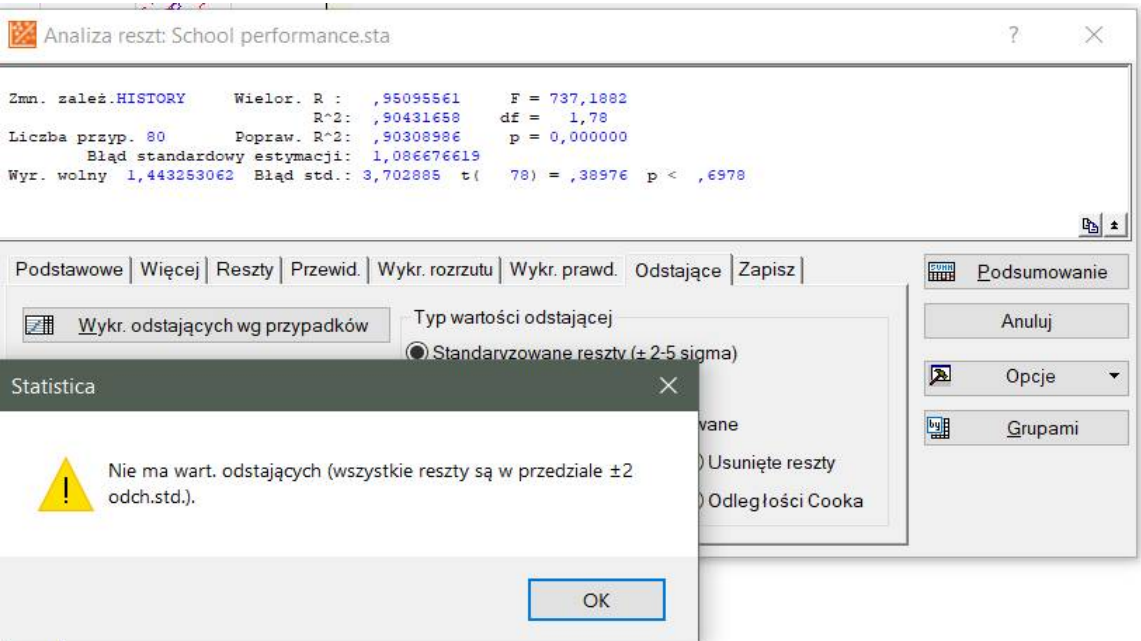 Analiza reszt: School performance.sta
Zmn. zależ.HISTORY Wielor. R : ,95095561 F = 737,1882
R^2: ,90431658 df = 1,78
Liczba przyp. 80 Popraw. R^2: ,90308986 p = 0,000000
Błąd standardowy estymacji: 1,086676619
Wyr. wolny 1,443253062 Błąd std.: 3,702885 t( 78) = ,38976 p < ,6978
Podstawowe Więcej Reszty Przewid. Wykr. rozrzutu Wykr. prawd. Odstające Zapisz
Podsumowanie
Wykr. odstających wg przypadków
Typ wartości odstającej
Anuluj
Standaryzowane reszty (± 2-5 sigma)
Opcje
Statistica
wane
Grupami
Nie ma wart. odstających (wszystkie reszty są w przedziale ±2
odch.std.).
Usunięte reszty
Odległości Cooka
OK